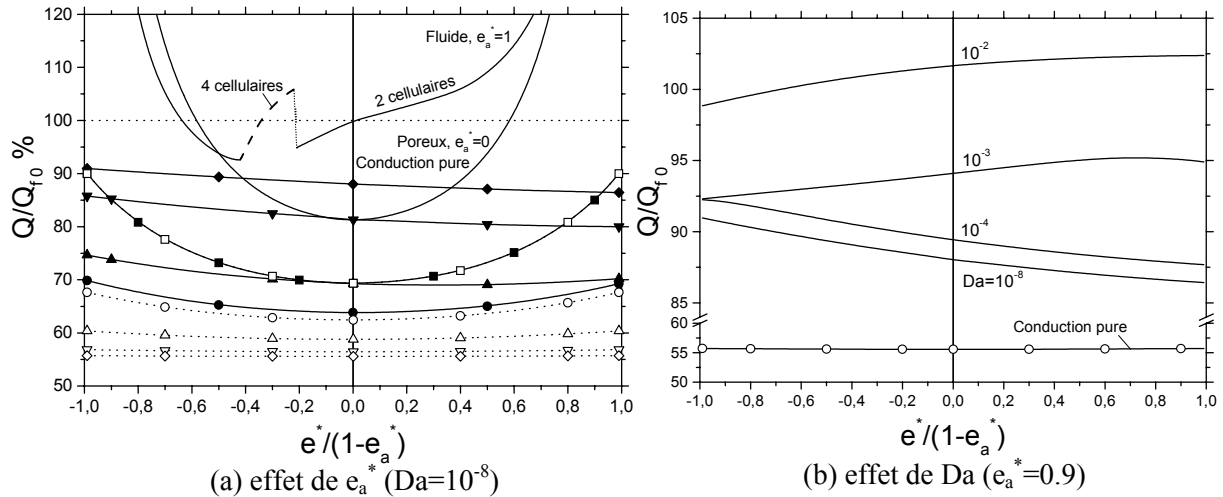 120
110
100
90
80
70
60
50
Q/Q_{f 0} %
Fluide, e_a^*=1
4 cellulaires
2 cellulaires
Poreux, e_a^*=0
Conduction pure
-1,0 -0,8 -0,6 -0,4 -0,2 0,0 0,2 0,4 0,6 0,8 1,0
e^*/(1-e_a^*)
(a) effet de e_a^* (Da=10^{-8})
105
100
95
90
85
60
55
50
Q/Q_{f 0}
10^{-2}
10^{-3}
10^{-4}
Da=10^{-8}
Conduction pure
-1,0 -0,8 -0,6 -0,4 -0,2 0,0 0,2 0,4 0,6 0,8 1,0
e^*/(1-e_a^*)
(b) effet de Da (e_a^*=0.9)